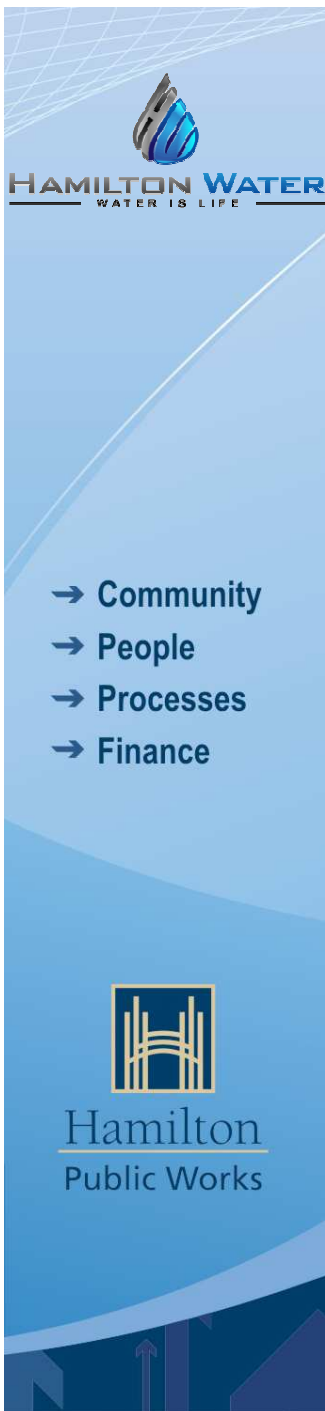 HAMILTON WATER
WATER IS LIFE
Community
People
Processes
Finance
Hamilton
Public Works